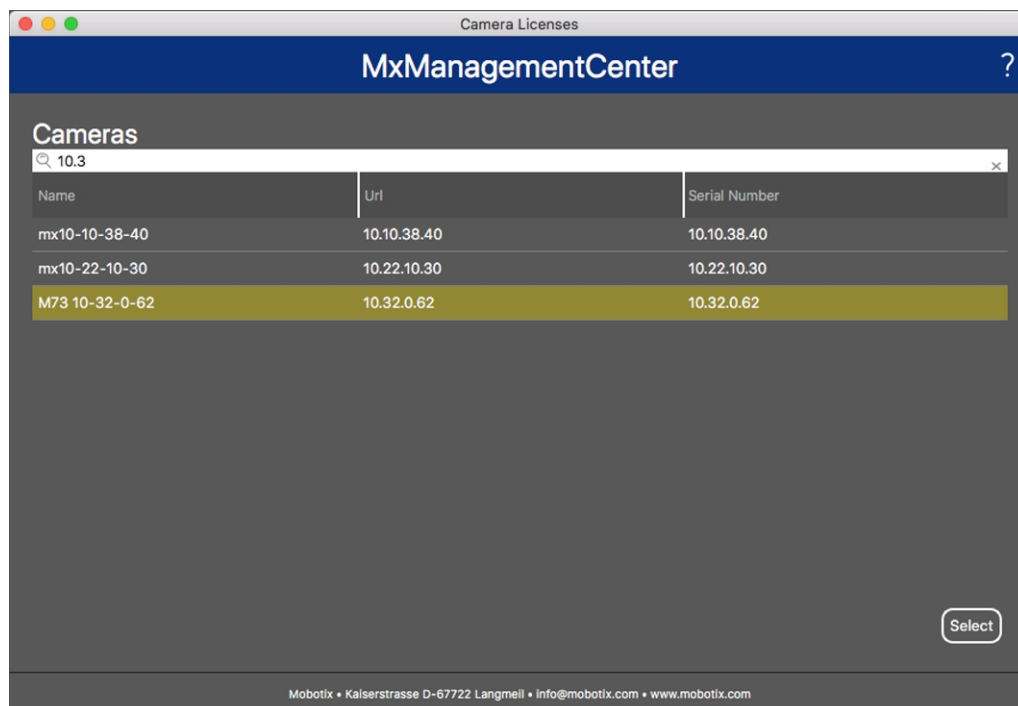 Camera Licenses
MxManagementCenter
?
Cameras
10.3
Name Url Serial Number
mx10-10-38-40 10.10.38.40 10.10.38.40
mx10-22-10-30 10.22.10.30 10.22.10.30
M73 10-32-0-62 10.32.0.62 10.32.0.62
Select
Mobotix • Kaiserstrasse D-67722 Langmeil • info@mobotix.com • www.mobotix.com